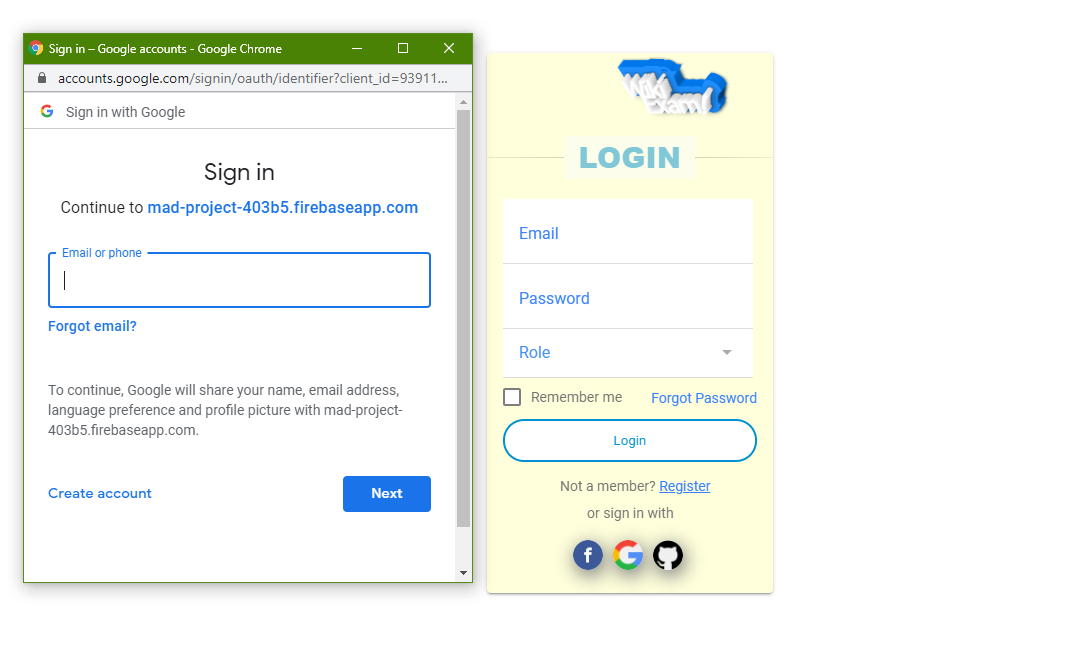 Sign in – Google accounts - Google Chrome
accounts.google.com/signin/oauth/identifier?client_id=93911...
Sign in with Google
Sign in
Continue to mad-project-403b5.firebaseapp.com
Email or phone
Forgot email?
To continue, Google will share your name, email address,
language preference and profile picture with mad-project-
403b5.firebaseapp.com.
Create account
Next
Wiki
Exam
LOGIN
Email
Password
Role
Remember me
Forgot Password
Login
Not a member? Register
or sign in with